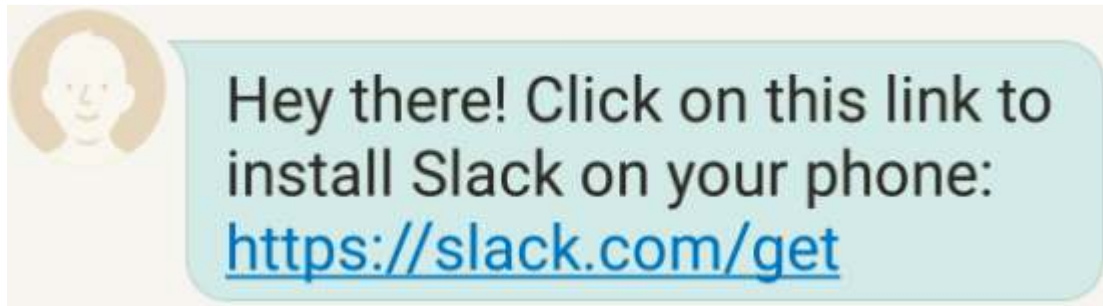 Hey there! Click on this link to
install Slack on your phone:
https://slack.com/get